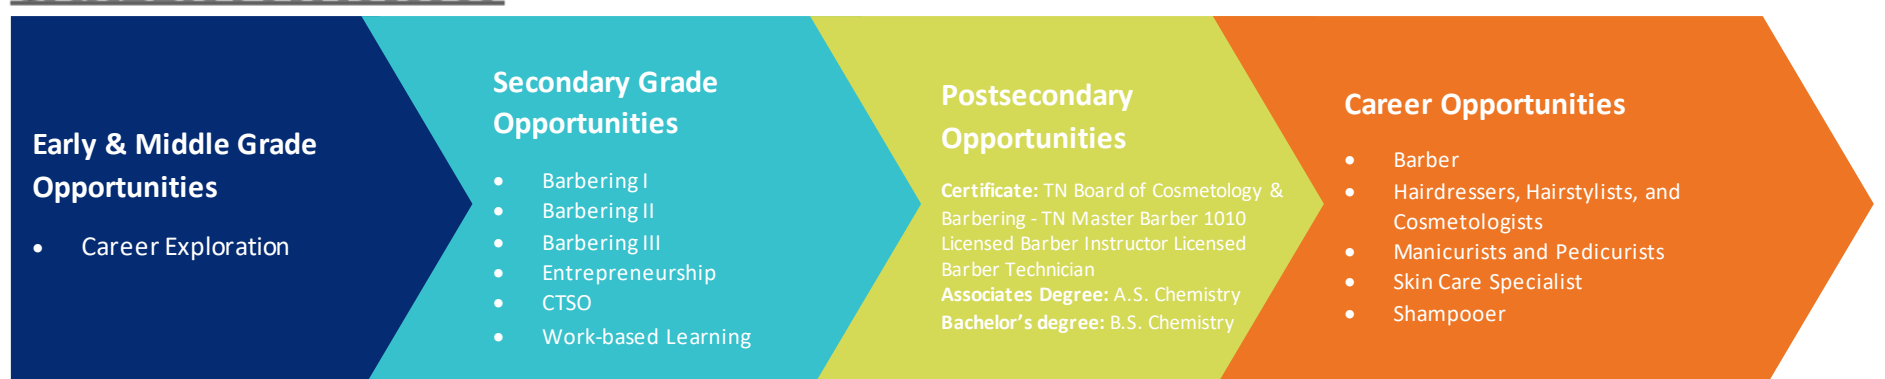 Early & Middle Grade
Opportunities
• Career Exploration
Secondary Grade
Opportunities
• Barbering I
• Barbering II
• Barbering III
• Entrepreneurship
• CTSO
• Work-based Learning
Postsecondary
Opportunities
Certificate: TN Board of Cosmetology &
Barbering - TN Master Barber 1010
Licensed Barber Instructor Licensed
Barber Technician
Associates Degree: A.S. Chemistry
Bachelor's degree: B.S. Chemistry
Career Opportunities
• Barber
• Hairdressers, Hairstylists, and
Cosmetologists
• Manicurists and Pedicurists
• Skin Care Specialist
• Shampooer